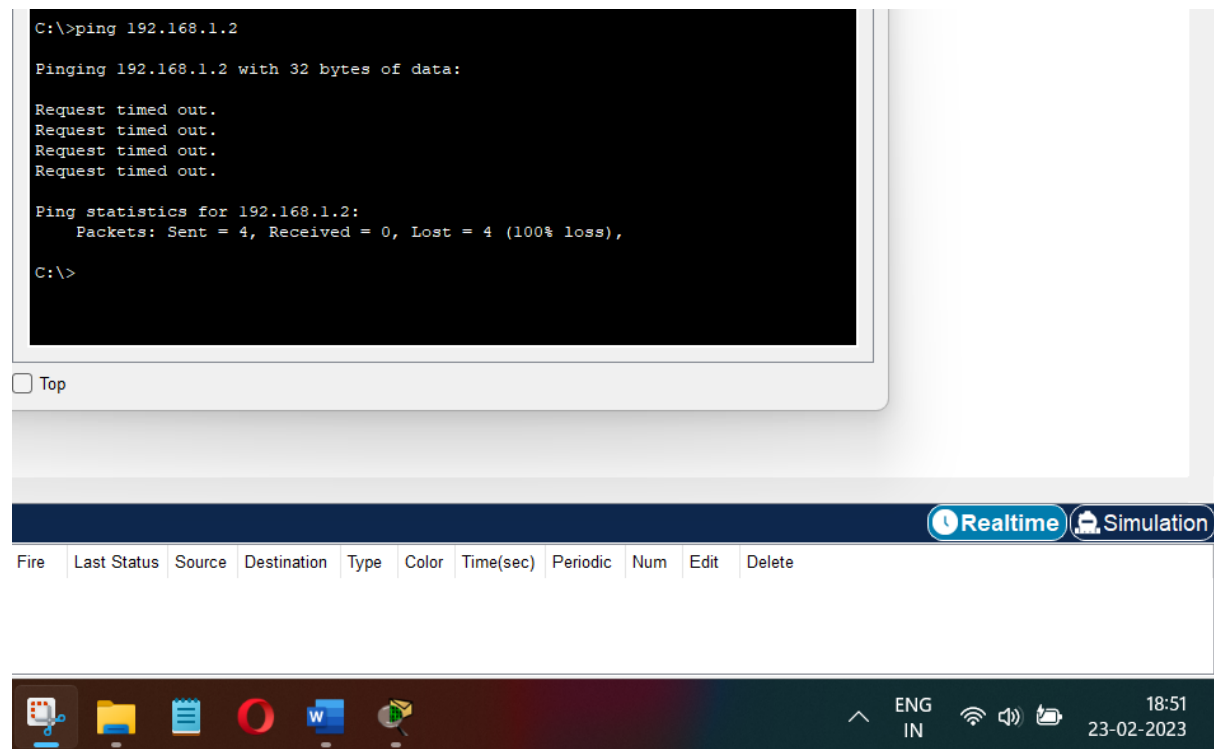 C:\>ping 192.168.1.2
Pinging 192.168.1.2 with 32 bytes of data:
Request timed out.
Request timed out.
Request timed out.
Request timed out.
Ping statistics for 192.168.1.2:
    Packets: Sent = 4, Received = 0, Lost = 4 (100% loss),
C:\>
Top
Realtime Simulation
Fire Last Status Source Destination Type Color Time(sec) Periodic Num Edit Delete
W
ENG 18:51
IN 23-02-2023